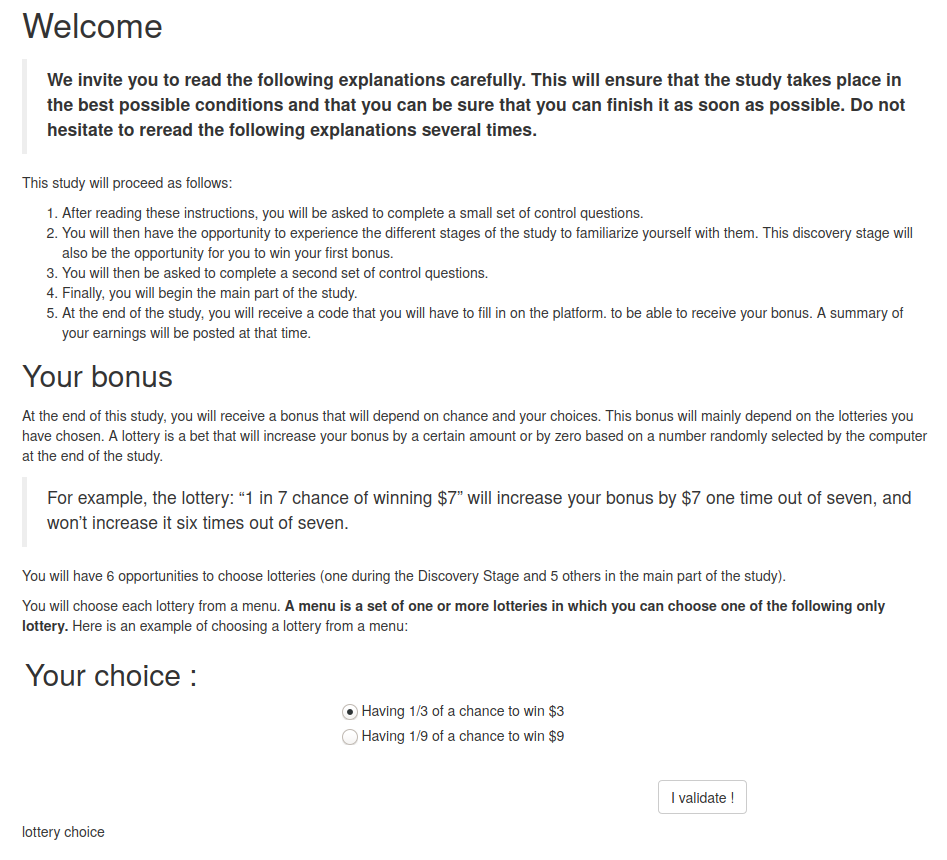 Welcome
We invite you to read the following explanations carefully. This will ensure that the study takes place in
the best possible conditions and that you can be sure that you can finish it as soon as possible. Do not
hesitate to reread the following explanations several times.
This study will proceed as follows:
1. After reading these instructions, you will be asked to complete a small set of control questions.
2. You will then have the opportunity to experience the different stages of the study to familiarize yourself with them. This discovery stage will
also be the opportunity for you to win your first bonus.
3. You will then be asked to complete a second set of control questions.
4. Finally, you will begin the main part of the study.
5. At the end of the study, you will receive a code that you will have to fill in on the platform. to be able to receive your bonus. A summary of
your earnings will be posted at that time.
Your bonus
At the end of this study, you will receive a bonus that will depend on chance and your choices. This bonus will mainly depend on the lotteries you
have chosen. A lottery is a bet that will increase your bonus by a certain amount or by zero based on a number randomly selected by the computer
at the end of the study.
For example, the lottery: “1 in 7 chance of winning $7” will increase your bonus by $7 one time out of seven, and
won’t increase it six times out of seven.
You will have 6 opportunities to choose lotteries (one during the Discovery Stage and 5 others in the main part of the study).
You will choose each lottery from a menu. A menu is a set of one or more lotteries in which you can choose one of the following only
lottery. Here is an example of choosing a lottery from a menu:
Your choice :
Having 1/3 of a chance to win $3
Having 1/9 of a chance to win $9
I validate !
lottery choice